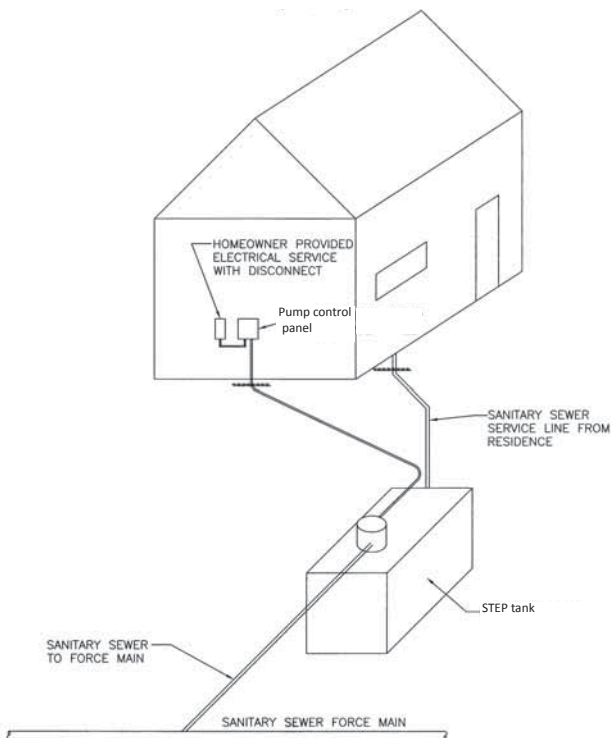 HOMEOWNER PROVIDED
ELECTRICAL SERVICE
WITH DISCONNECT
Pump control
panel
SANITARY SEWER
SERVICE LINE FROM
RESIDENCE
STEP tank
SANITARY SEWER
TO FORCE MAIN
SANITARY SEWER FORCE MAIN